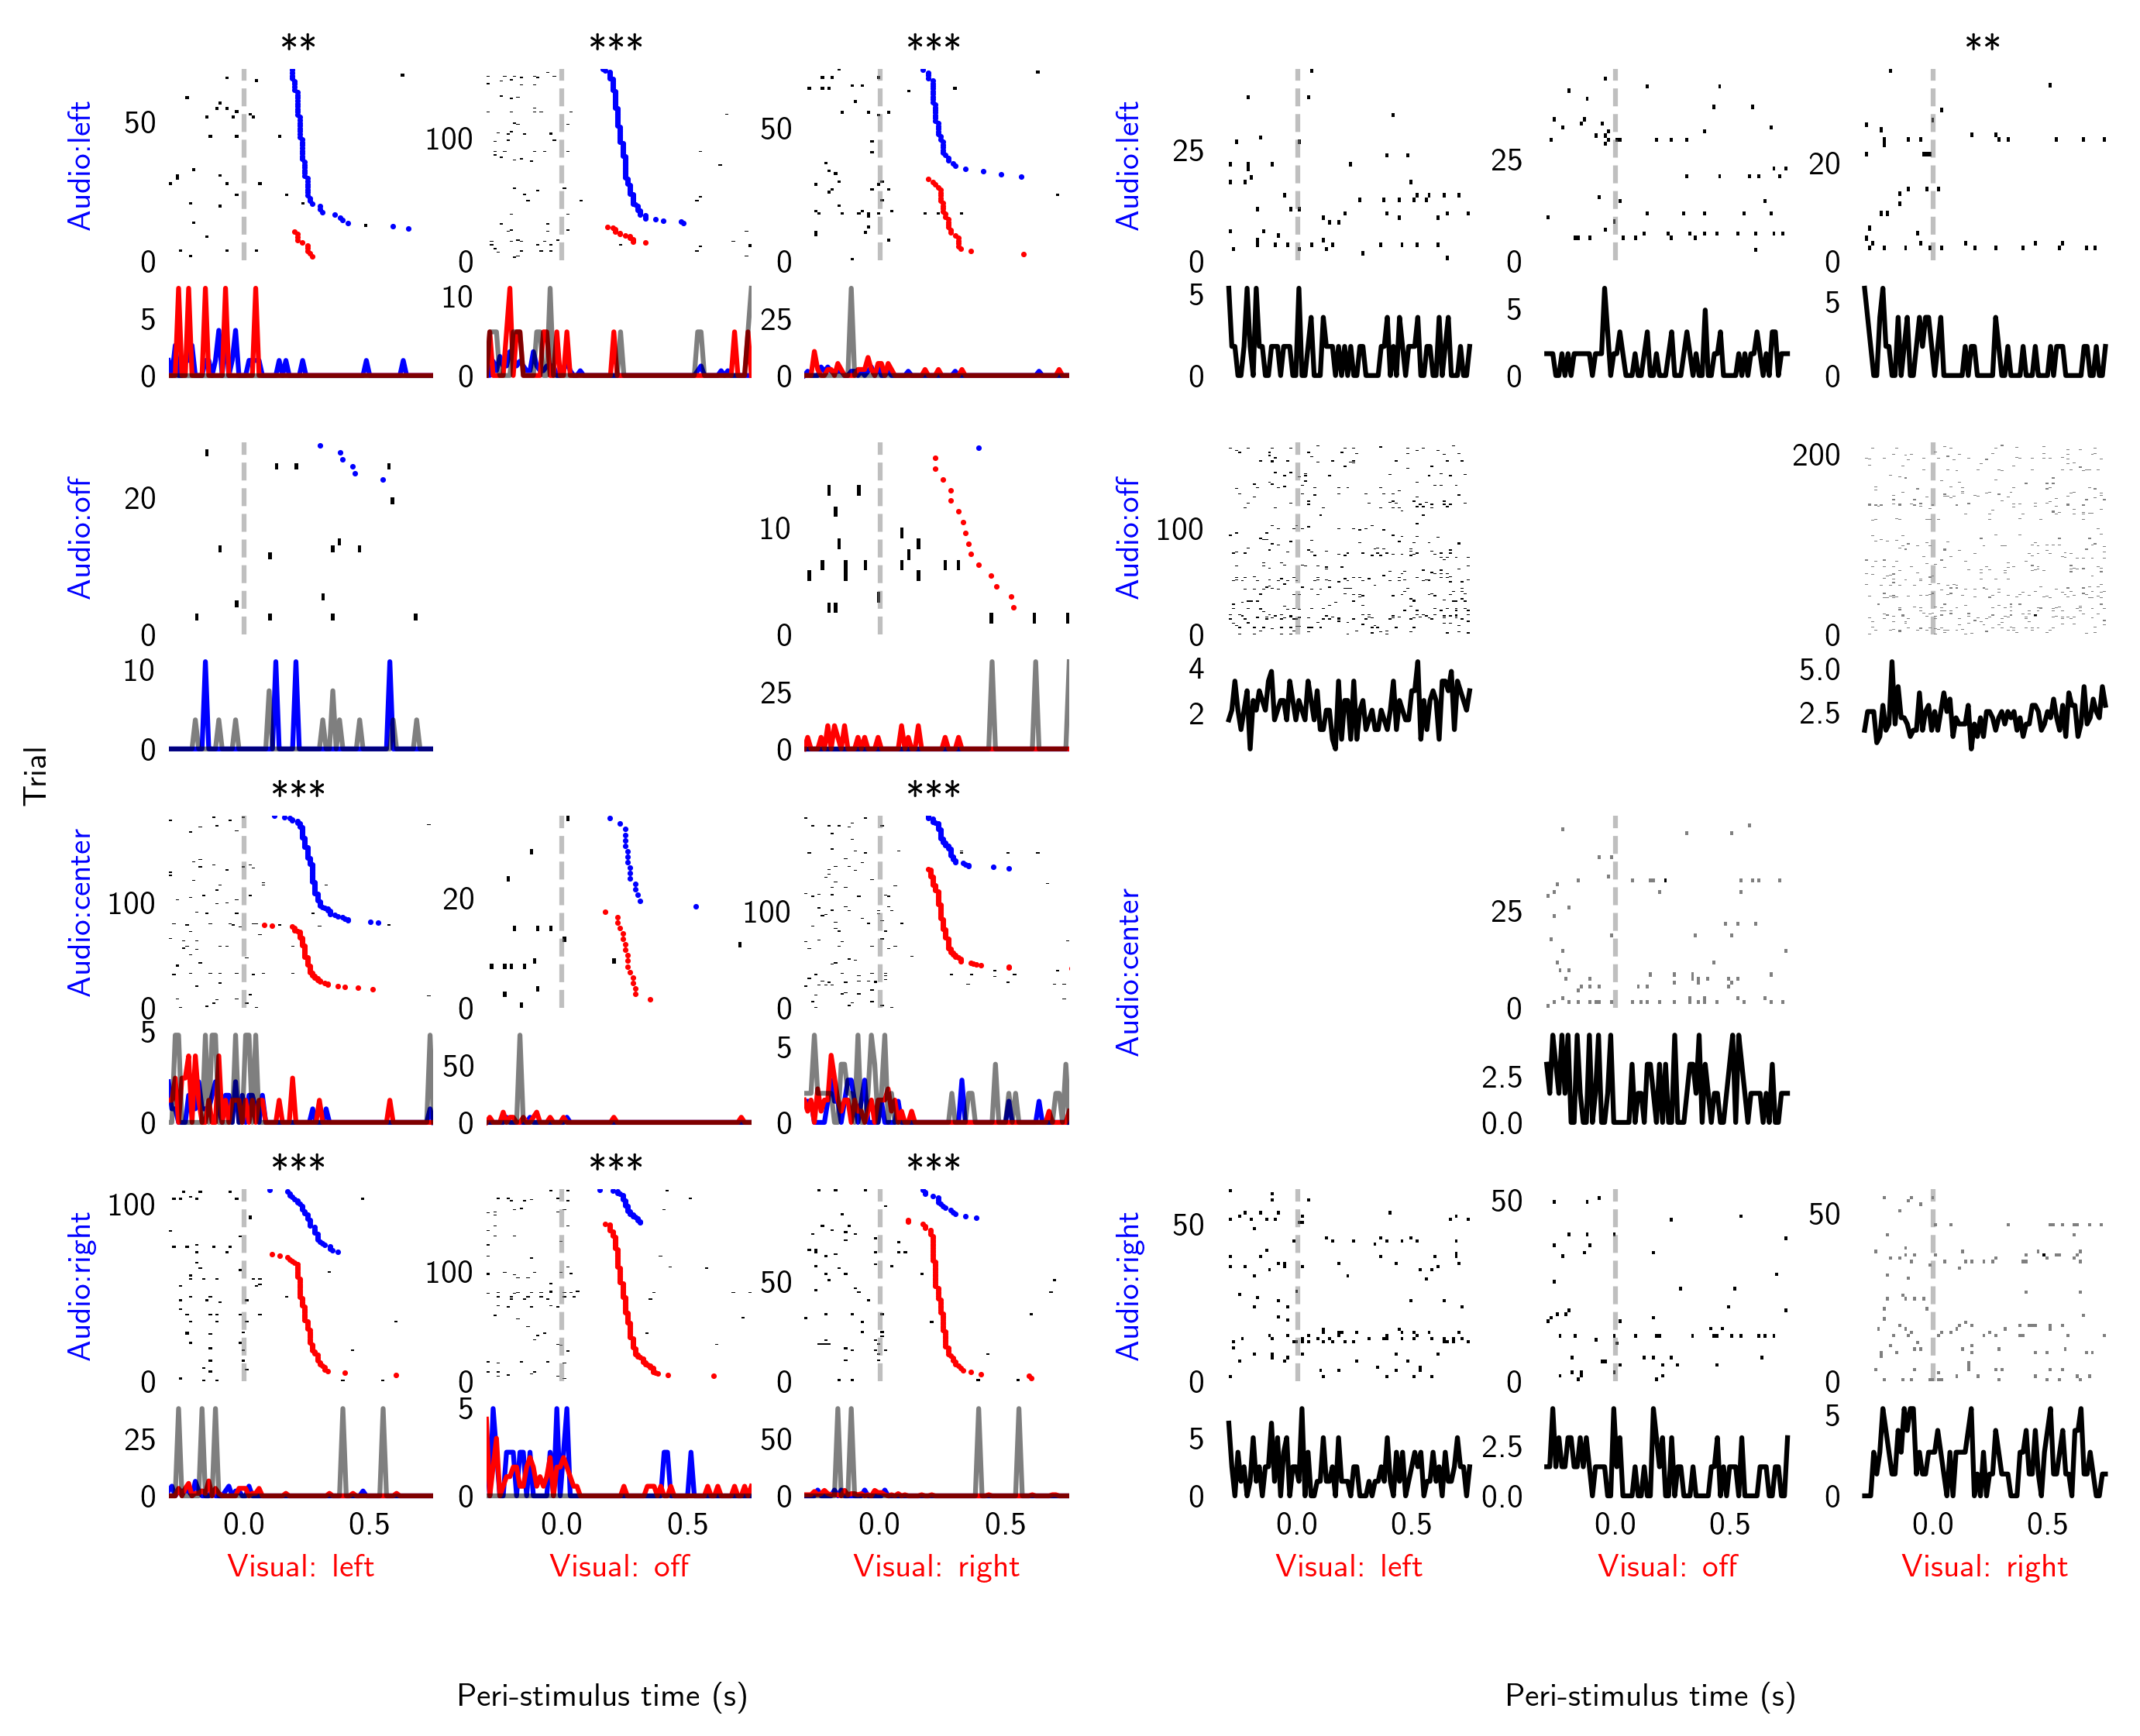 ** *** *** **
Audio:left 50 0 100 0 50 0 Audio:left 25 0 25 0 20 0
5 0 10 0 25 0 5 0 5 0 5 0
Audio:off 20 0 10 0 Audio:off 100 0 200 0
10 0 25 0 4 2 5.0 2.5
Trial
*** ***
Audio:center 100 0 20 0 100 0 Audio:center 25 0
5 0 50 0 5 0 2.5 0.0
*** *** ***
Audio:right 100 0 100 0 50 0 Audio:right 50 0 50 0 50 0
25 0 5 0 50 0 5 0 2.5 0.0 5 0
0.0 0.5 0.0 0.5 0.0 0.5 0.0 0.5 0.0 0.5 0.0 0.5
Visual: left Visual: off Visual: right Visual: left Visual: off Visual: right
Peri-stimulus time (s) Peri-stimulus time (s)